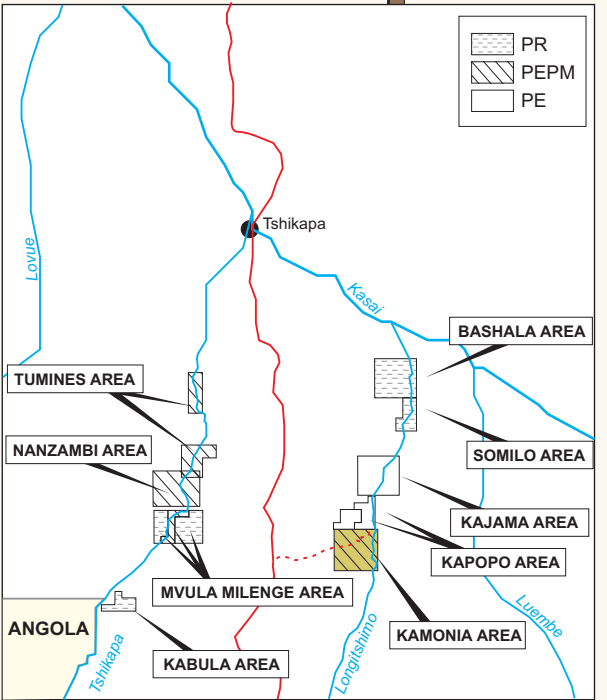 PR
PEPM
PE
Tshikapa
Lovue
Kasai
BASHALA AREA
TUMINES AREA
NANZAMBI AREA
SOMILO AREA
KAJAMA AREA
KAPOPO AREA
MVULA MILENGE AREA
KAMONIA AREA
ANGOLA
KABULA AREA
Tshikapa
Longitshimo
Luembe